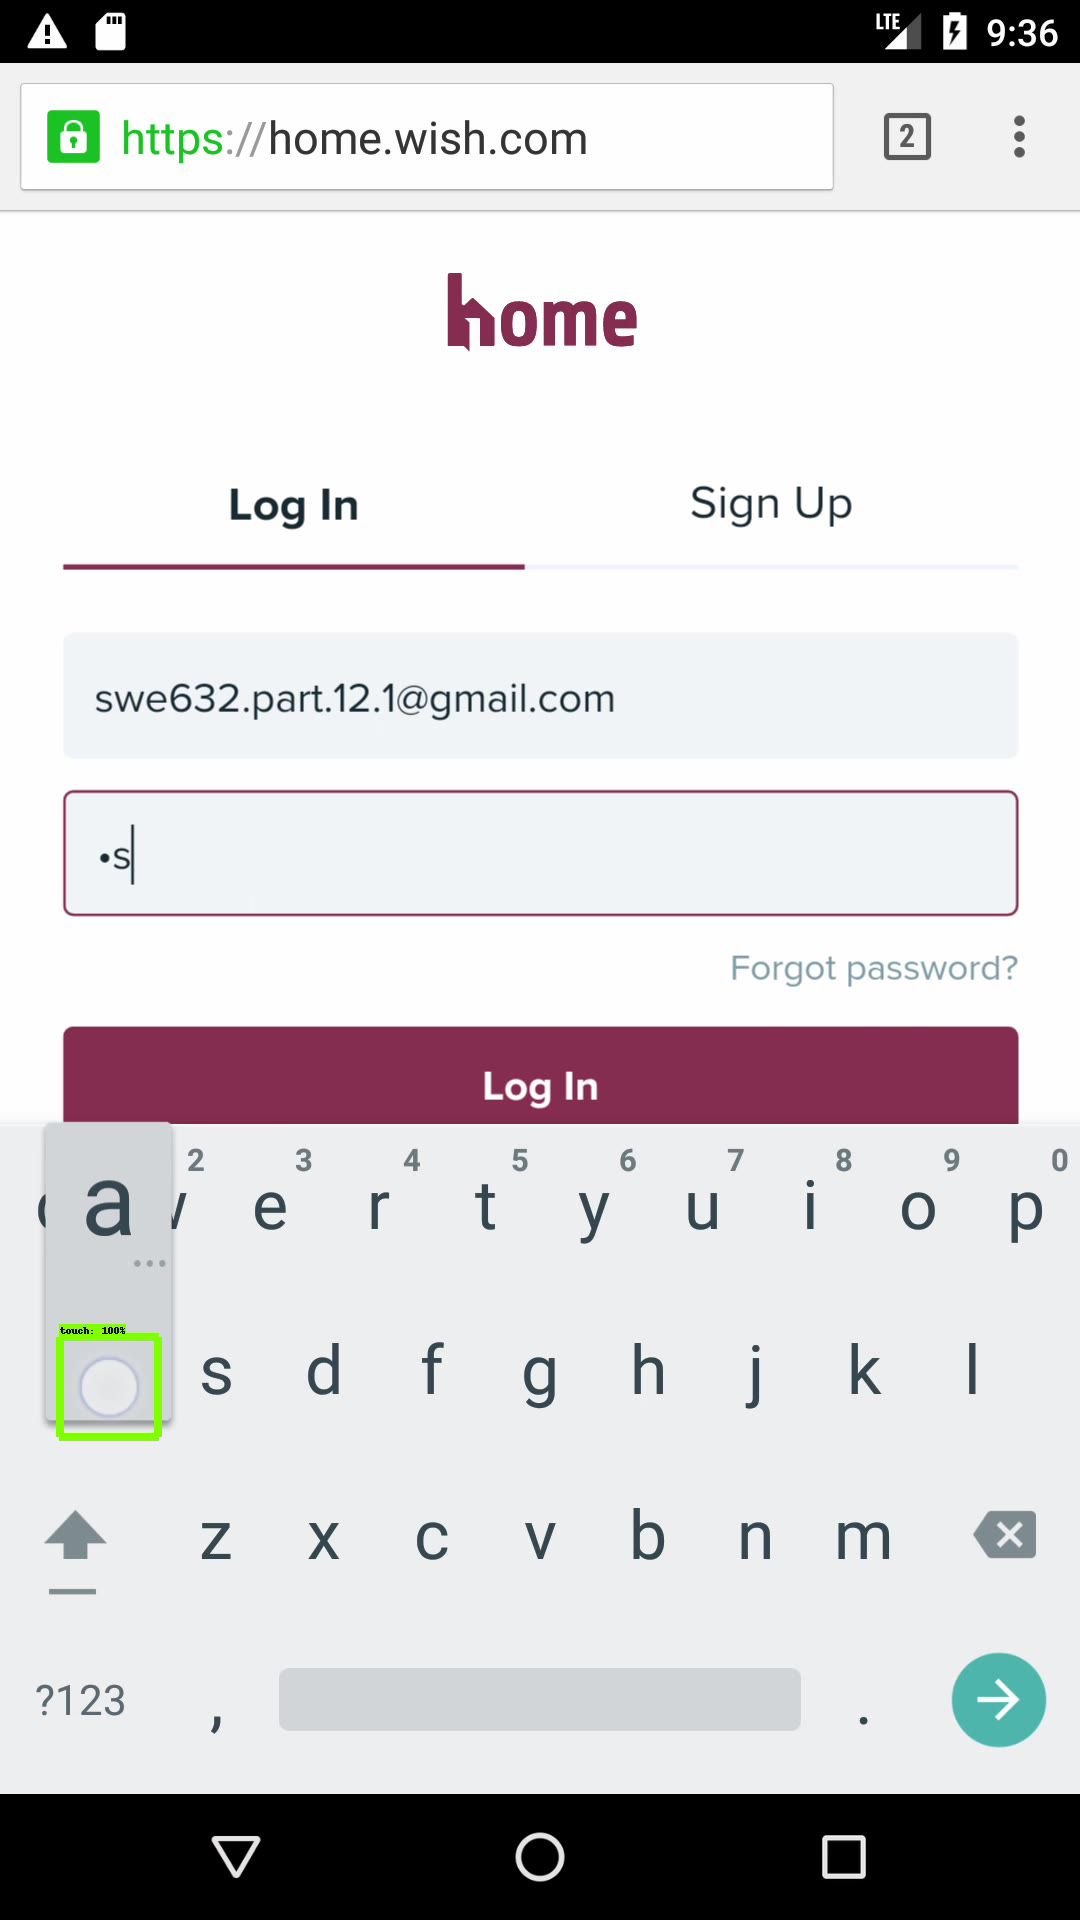 LTE 9:36
https://home.wish.com 2
home
Log In Sign Up
swe632.part.12.1@gmail.com
•s
Forgot password?
Log In
2 3 4 5 6 7 8 9 0
e r t y u i o p
a
touch: 100%
s d f g h j k l
z x c v b n m
?123 , .